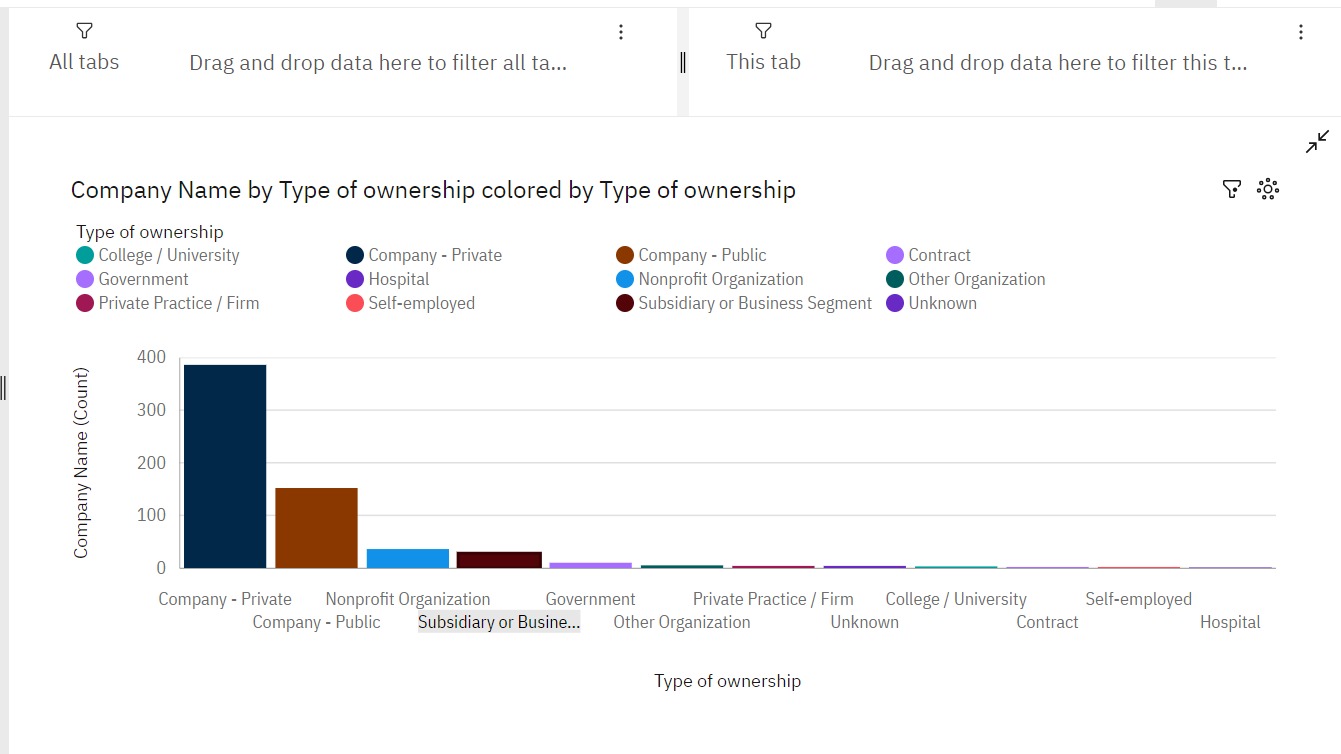 All tabs
Drag and drop data here to filter all ta...
This tab
Drag and drop data here to filter this t...
Company Name by Type of ownership colored by Type of ownership
Type of ownership
College / University Company - Private Company - Public Contract
Government Hospital Nonprofit Organization Other Organization
Private Practice / Firm Self-employed Subsidiary or Business Segment Unknown
Company Name (Count)
400
300
200
100
0
Company - Private Nonprofit Organization Government Private Practice / Firm College / University Self-employed
Company - Public Subsidiary or Busine... Other Organization Unknown Contract Hospital
Type of ownership